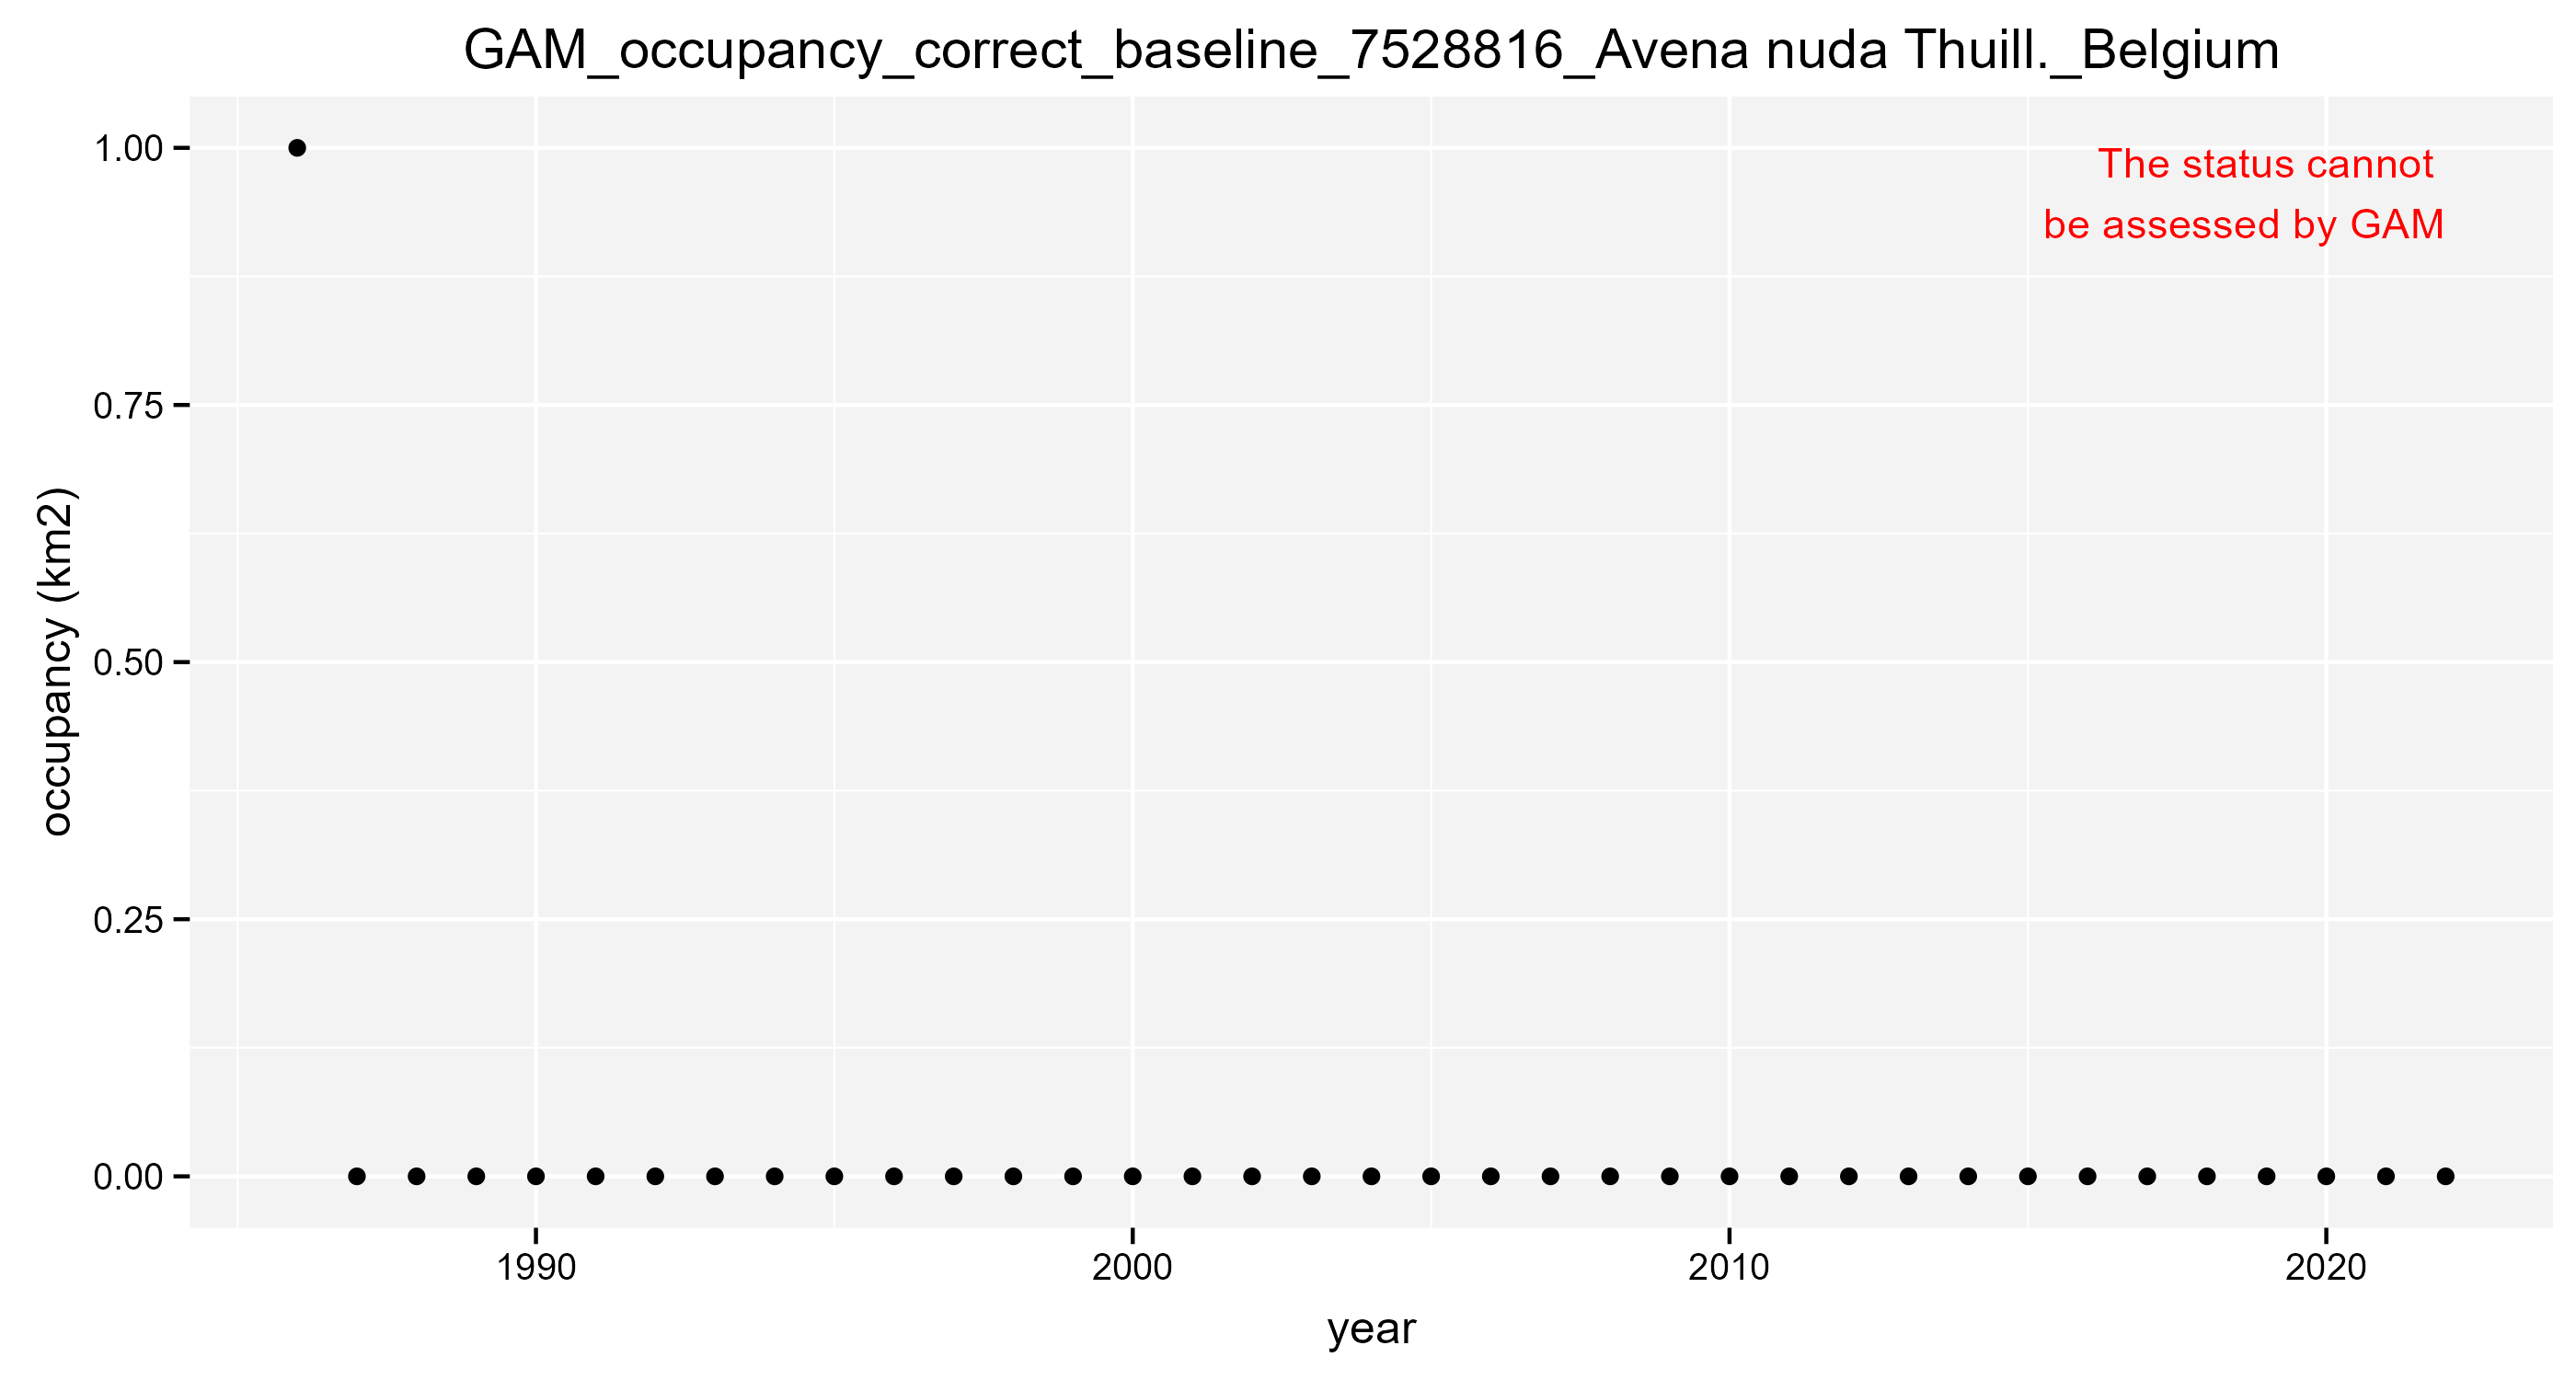 GAM_occupancy_correct_baseline_7528816_Avena nuda Thuill._Belgium
1.00
The status cannot
be assessed by GAM
0.75
occupancy (km2)
0.50
0.25
0.00
1990 2000 2010 2020
year